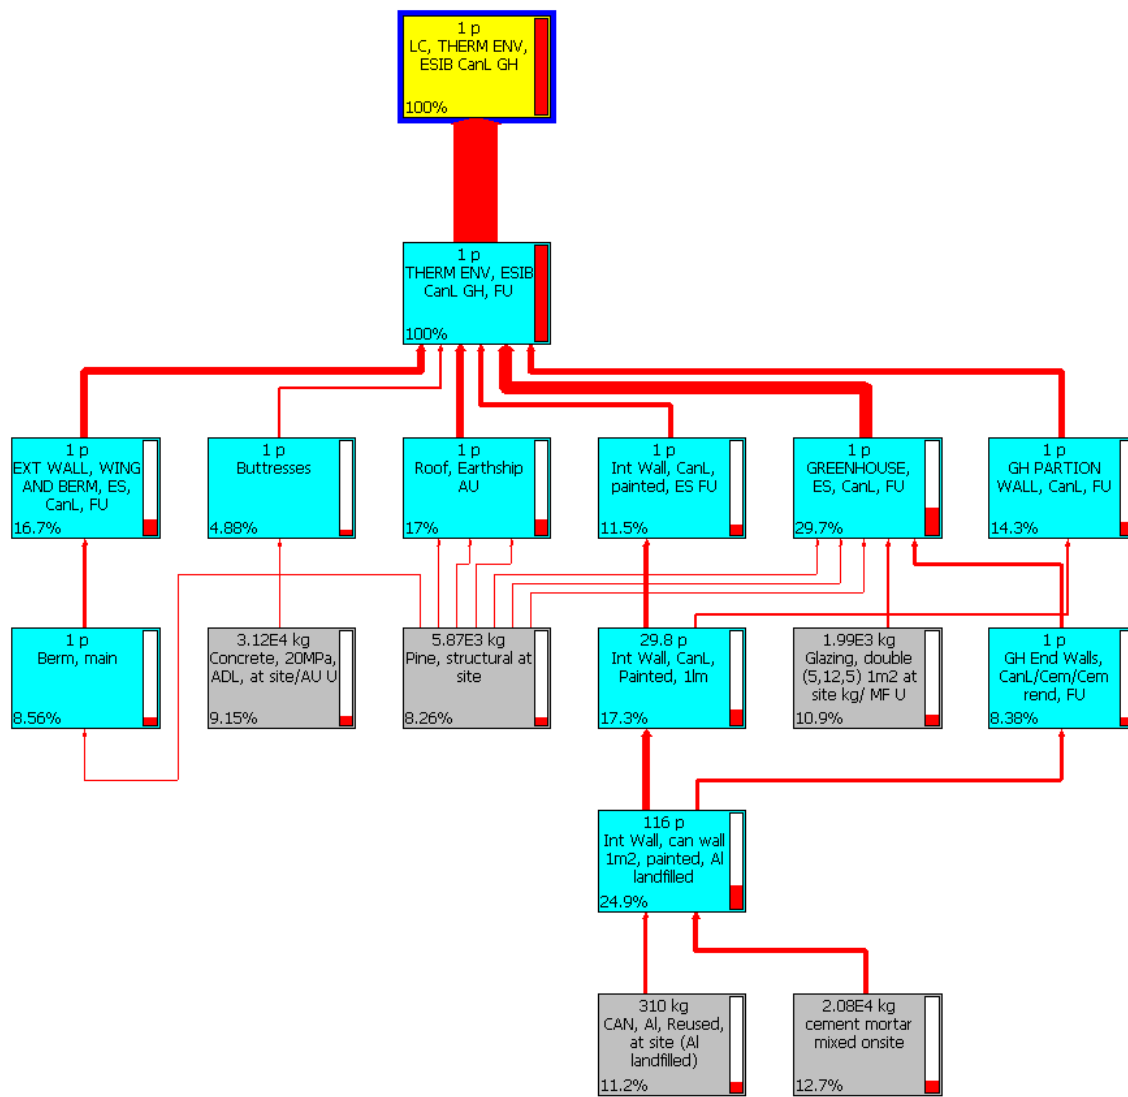 1 p
LC, THERM ENV,
ESIB CanL GH
100%
1 p
THERM ENV, ESIB
CanL GH, FU
100%
1 p
EXT WALL, WING
AND BERM, ES,
CanL, FU
16.7%
1 p
Buttresses
4.88%
1 p
Roof, Earthship
AU
17%
1 p
Int Wall, CanL,
painted, ES FU
11.5%
1 p
GREENHOUSE,
ES, CanL, FU
29.7%
1 p
GH PARTION
WALL, CanL, FU
14.3%
1 p
Berm, main
8.56%
3.12E4 kg
Concrete, 20MPa,
ADL, at site/AU U
9.15%
5.87E3 kg
Pine, structural at
site
8.26%
29.8 p
Int Wall, CanL,
Painted, 1lm
17.3%
1.99E3 kg
Glazing, double
(5,12,5) 1m2 at
site kg/ MF U
10.9%
1 p
GH End Walls,
CanL/Cem/Cem
rend, FU
8.38%
116 p
Int Wall, can wall
1m2, painted, Al
landfilled
24.9%
310 kg
CAN, Al, Reused,
at site (Al
landfilled)
11.2%
2.08E4 kg
cement mortar
mixed onsite
12.7%